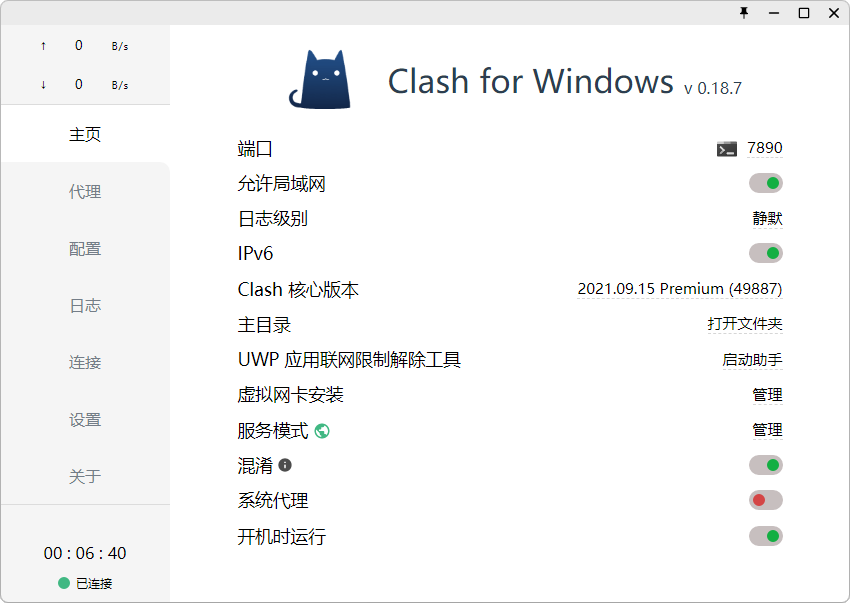 ↑ 0 B/s
↓ 0 B/s
主页
代理
配置
日志
连接
设置
关于
00 : 06 : 40
已连接
Clash for Windows v 0.18.7
端口 7890
允许局域网
日志级别 静默
IPv6
Clash 核心版本 2021.09.15 Premium (49887)
主目录 打开文件夹
UWP 应用联网限制解除工具 启动助手
虚拟网卡安装 管理
服务模式 管理
混淆
系统代理
开机时运行